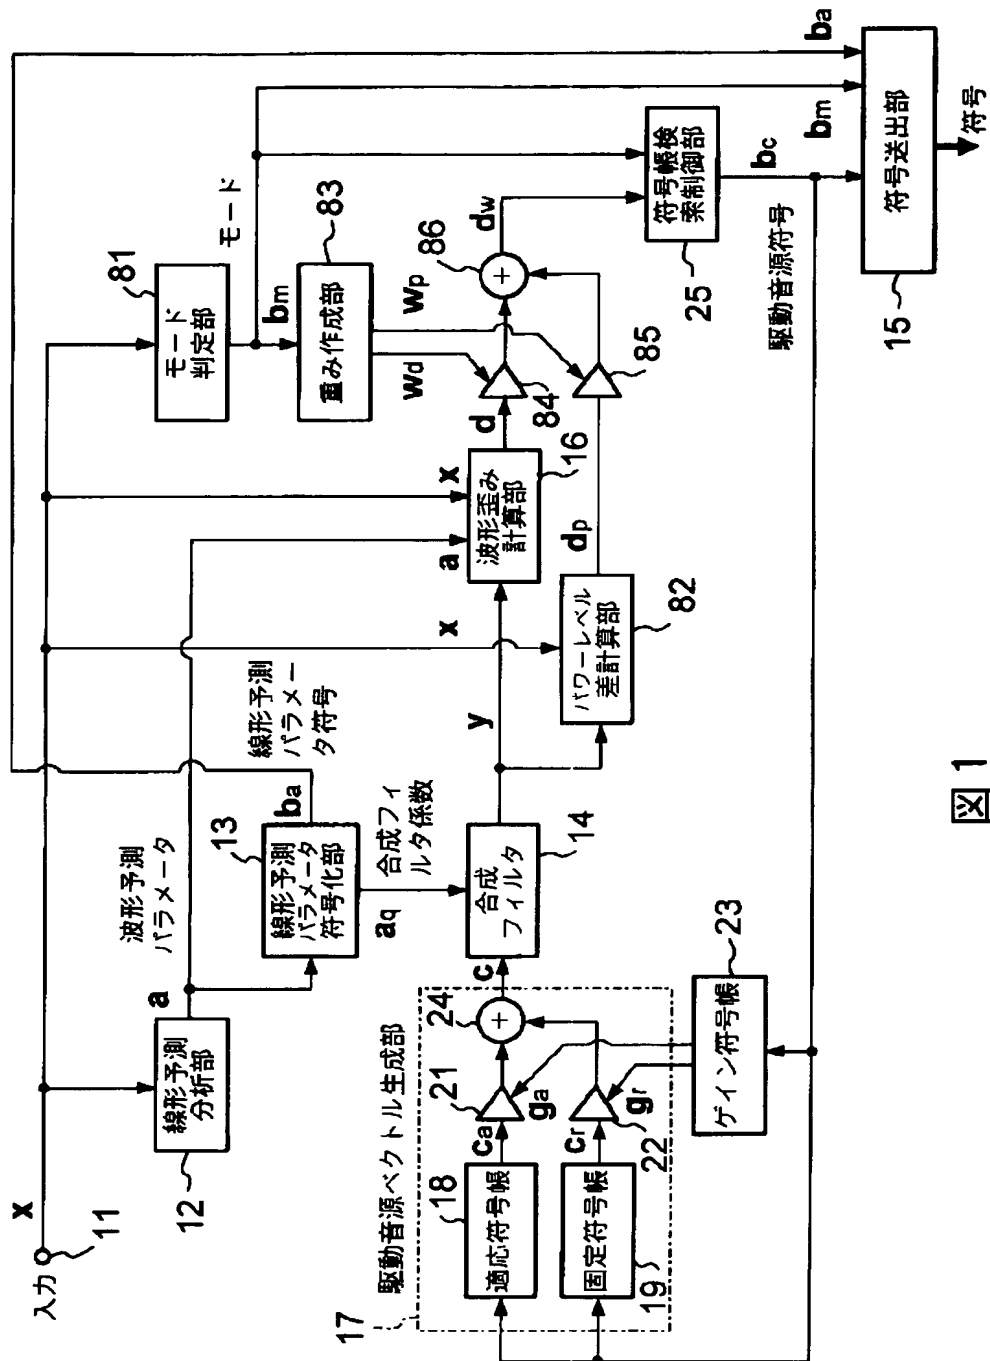 入力
x
11
線形予測
分析部
12
a
波形予測
パラメータ
線形予測
パラメータ
符号化部
13
ba
線形予測
パラメー
タ符号
aq
合成フィ
ルタ係数
モード
判定部
81
モード
bm
重み作成部
83
wd
wp
駆動音源ベクトル生成部
17
適応符号帳
18
ca
21
ga
24
c
固定符号帳
19
cr
22
gr
ゲイン符号帳
23
合成
フィルタ
14
y
x
a
x
波形歪み
計算部
16
d
84
86
dw
パワーレベル
差計算部
82
dp
85
符号帳検
索制御部
25
bc
駆動音源符号
bm
ba
符号送出部
15
符号
図1